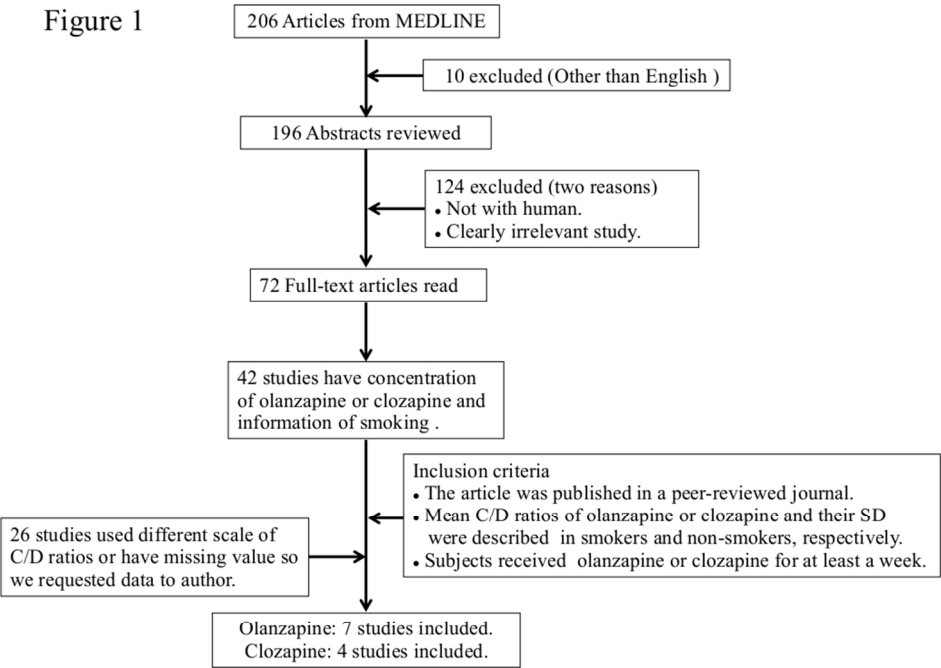 Figure 1
206 Articles from MEDLINE
10 excluded (Other than English )
196 Abstracts reviewed
124 excluded (two reasons)
• Not with human.
• Clearly irrelevant study.
72 Full-text articles read
42 studies have concentration
of olanzapine or clozapine and
information of smoking .
Inclusion criteria
• The article was published in a peer-reviewed journal.
• Mean C/D ratios of olanzapine or clozapine and their SD
were described in smokers and non-smokers, respectively.
• Subjects received olanzapine or clozapine for at least a week.
26 studies used different scale of
C/D ratios or have missing value so
we requested data to author.
Olanzapine: 7 studies included.
Clozapine: 4 studies included.